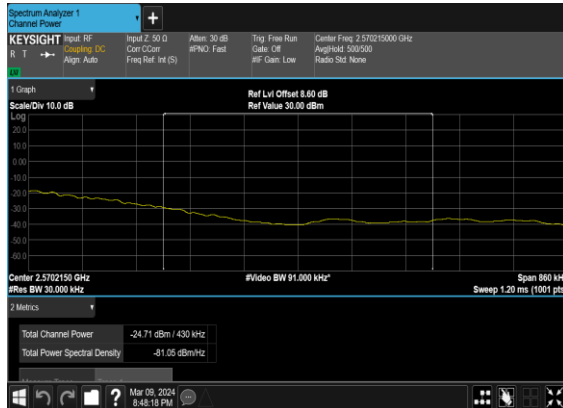 Spectrum Analyzer 1
Channel Power
+
KEYSIGHT Input: RF Input Z: 50 Ω Atten: 30 dB Trig: Free Run Center Freq: 2.570215000 GHz
R T Coupling: DC Corr CCorr #PNO: Fast Gate: Off Avg|Hold: 500/500
Align: Auto Freq Ref: Int (S) #IF Gain: Low Radio Std: None
1 Graph
Ref Lvl Offset 8.60 dB
Scale/Div 10.0 dB Ref Value 30.00 dBm
Log
20.0
10.0
0.00
-10.0
-20.0
-30.0
-40.0
-50.0
-60.0
Center 2.5702150 GHz #Video BW 91.000 kHz* Span 860 kH
#Res BW 30.000 kHz Sweep 1.20 ms (1001 pts
2 Metrics
Total Channel Power -24.71 dBm / 430 kHz
Total Power Spectral Density -81.05 dBm/Hz
? Mar 09, 2024
8:48:18 PM